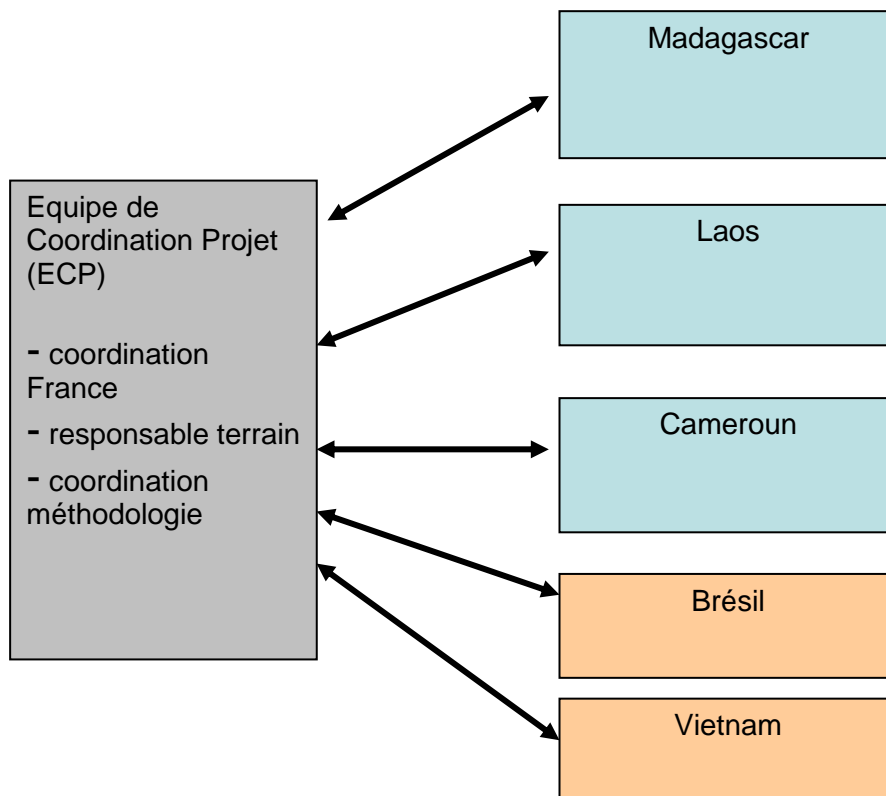 Equipe de
Coordination Projet
(ECP)
- coordination
France
- responsable terrain
- coordination
méthodologie
Madagascar
Laos
Cameroun
Brésil
Vietnam